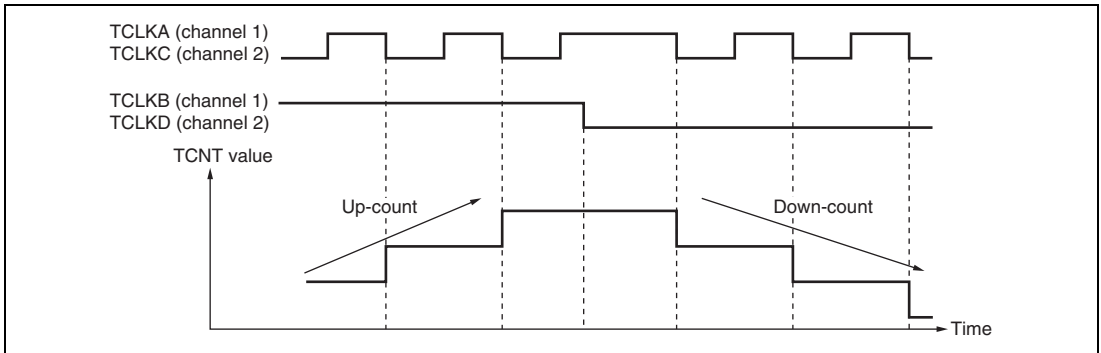 TCLKA (channel 1)
TCLKC (channel 2)
TCLKB (channel 1)
TCLKD (channel 2)
TCNT value
Up-count
Down-count
Time